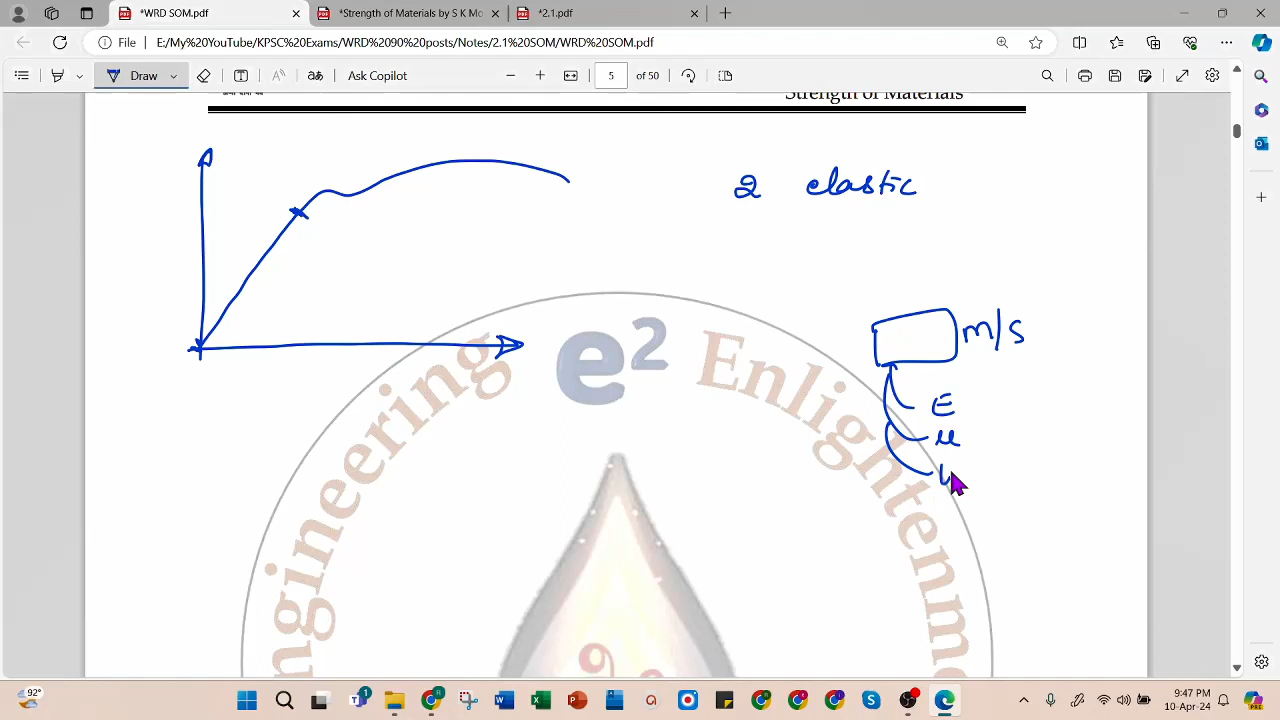 *WRD SOM.pdf
*Strength of Materials by S K Mo
*2.1.pdf
File
E:/My%20YouTube/KPSC%20Exams/WRD%2090%20posts/Notes/2.1%20SOM/WRD%20SOM.pdf
Draw
Ask Copilot
5 of 50
Strength of Materials
2 elastic
m/s
E
μ
e2
Engineering Enlightenme
92°
9:47 PM
10-Apr-24